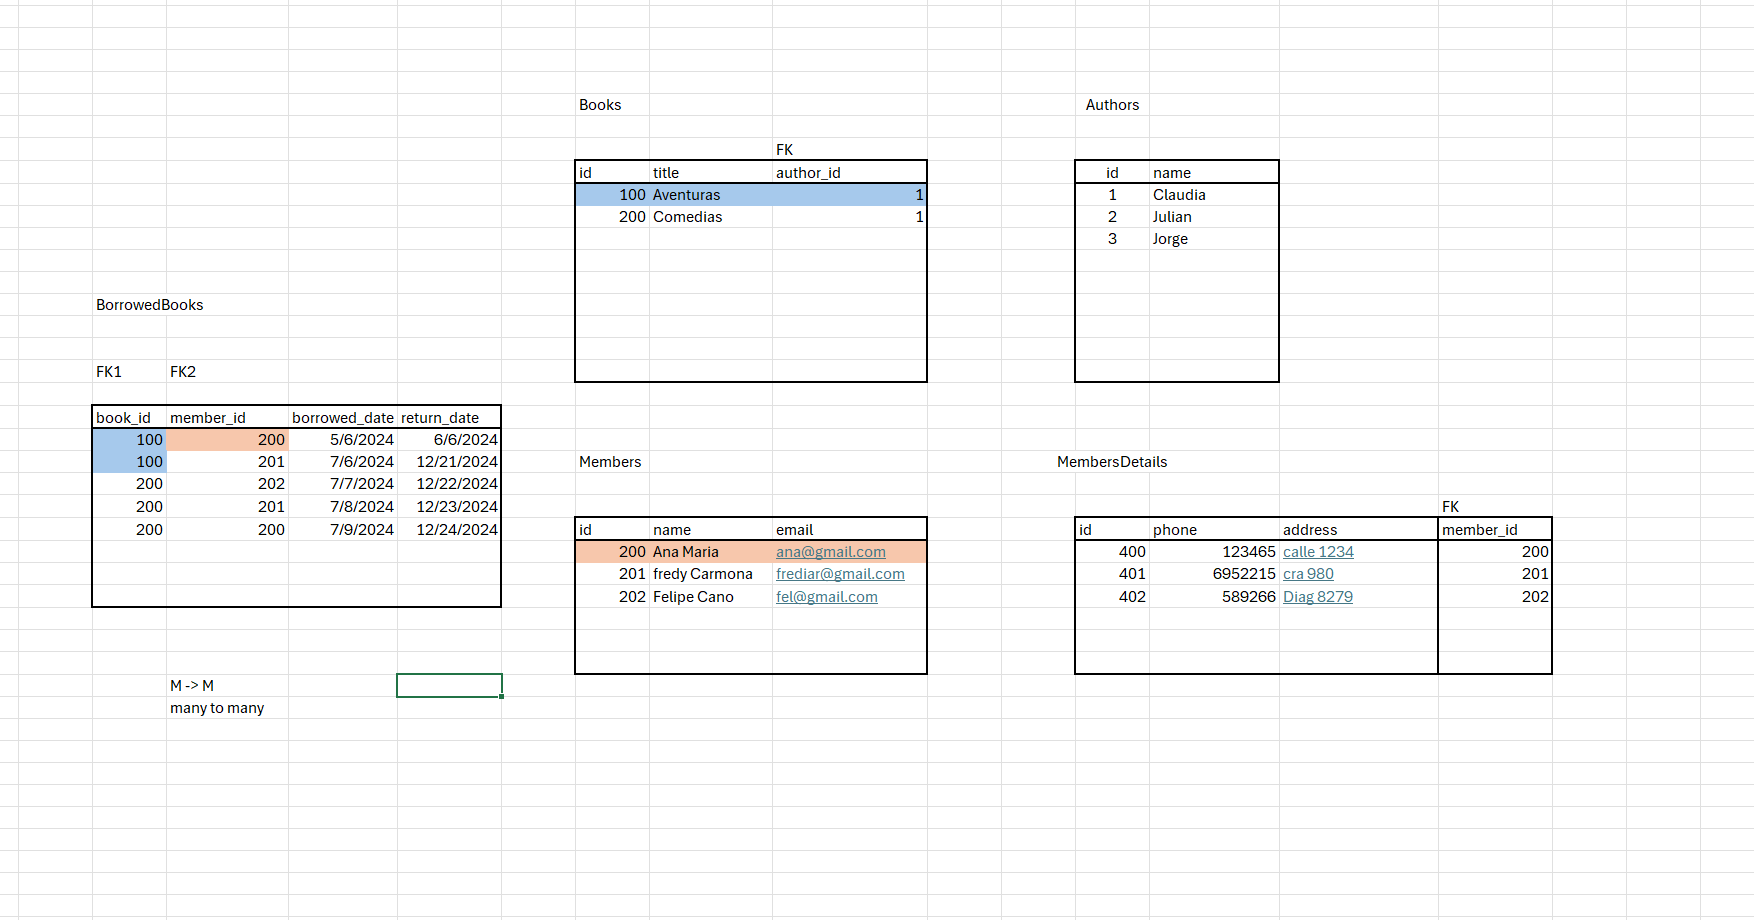 Books
Authors
FK
id title author_id
100 Aventuras 1
200 Comedias 1
id name
1 Claudia
2 Julian
3 Jorge
BorrowedBooks
FK1 FK2
book_id member_id borrowed_date return_date
100 200 5/6/2024 6/6/2024
100 201 7/6/2024 12/21/2024
200 202 7/7/2024 12/22/2024
200 201 7/8/2024 12/23/2024
200 200 7/9/2024 12/24/2024
Members
id name email
200 Ana Maria ana@gmail.com
201 fredy Carmona frediar@gmail.com
202 Felipe Cano fel@gmail.com
MembersDetails
FK
id phone address member_id
400 123465 calle 1234 200
401 6952215 cra 980 201
402 589266 Diag 8279 202
M -> M
many to many